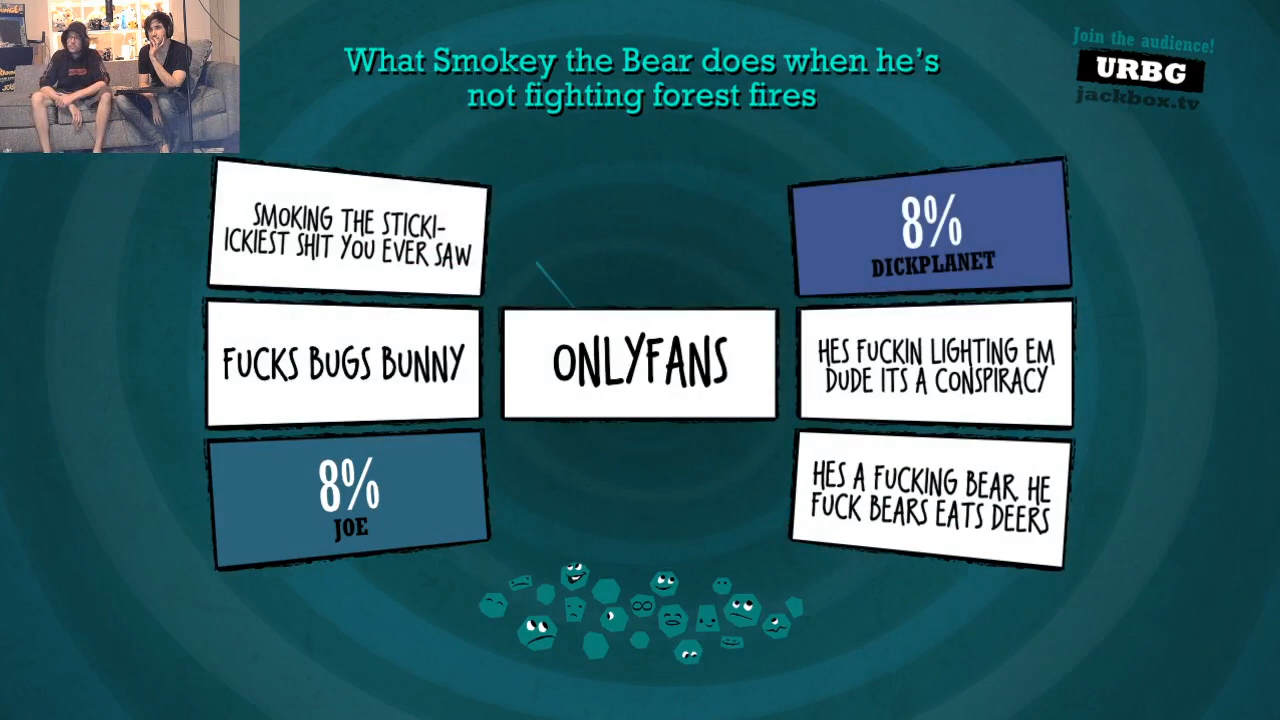 What Smokey the Bear does when he's
not fighting forest fires
Join the audience!
URBG
jackbox.tv
SMOKING THE STICKI-
ICKIEST SHIT YOU EVER SAW
8%
DICKPLANET
FUCKS BUGS BUNNY
ONLYFANS
HES FUCKIN LIGHTING EM
DUDE ITS A CONSPIRACY
8%
JOE
HES A FUCKING BEAR HE
FUCK BEARS EATS DEERS